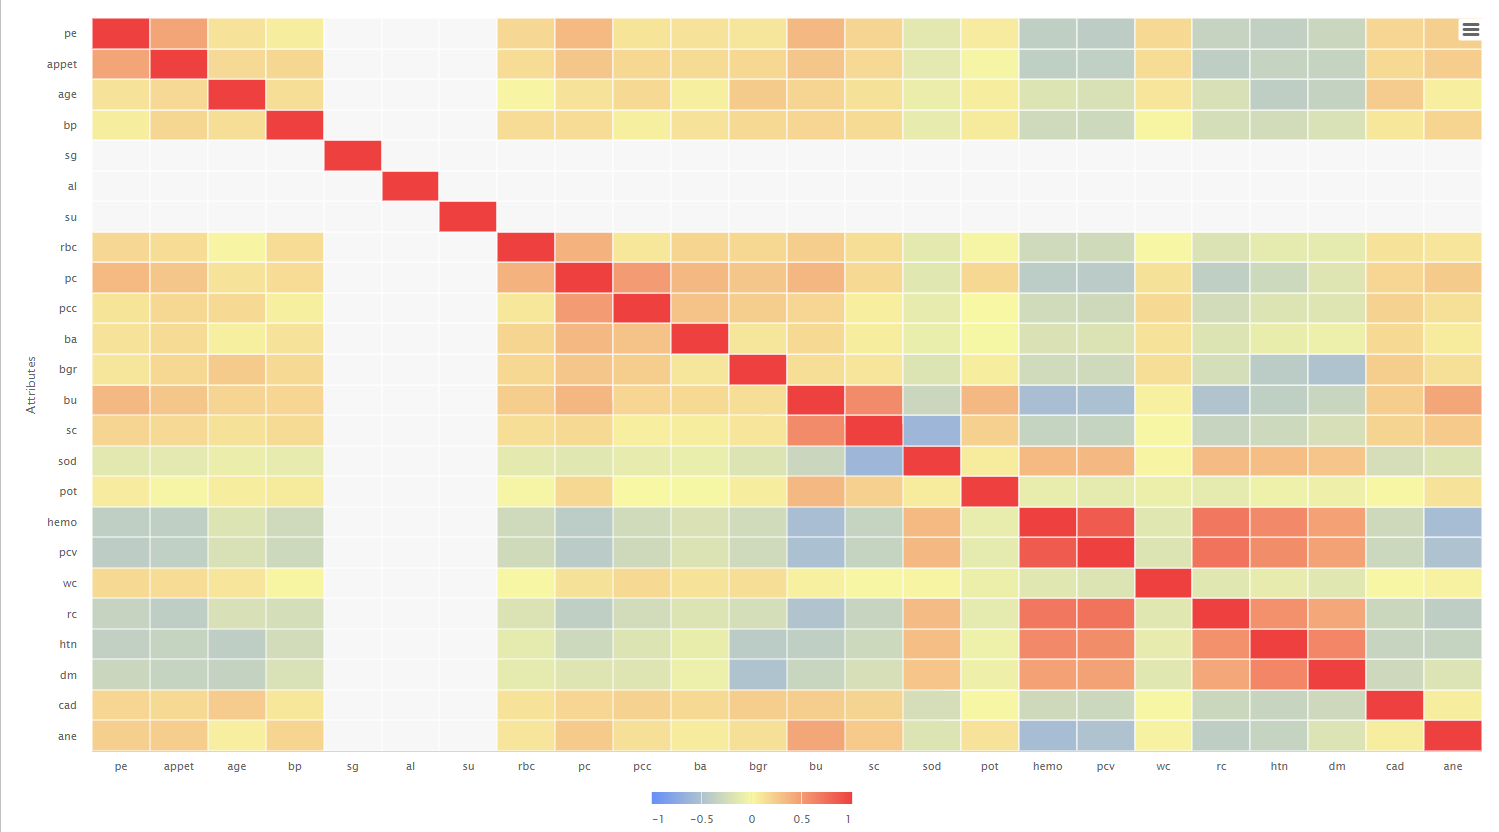 pe
appet
age
bp
sg
al
su
rbc
pc
pcc
ba
bgr
bu
sc
sod
pot
hemo
pcv
wc
rc
htn
dm
cad
ane
Attributes
pe appet age bp sg al su rbc pc pcc ba bgr bu sc sod pot hemo pcv wc rc htn dm cad ane
−1 −0.5 0 0.5 1